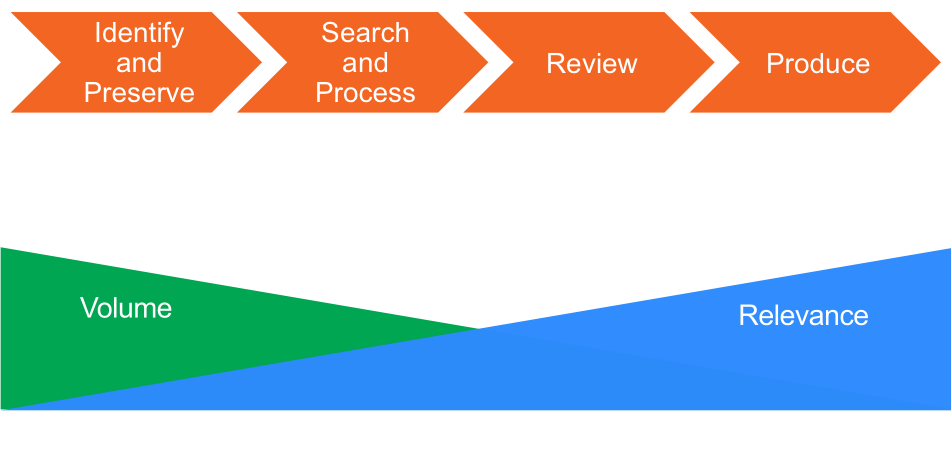 Identify
and
Preserve
Search
and
Process
Review
Produce
Volume
Relevance